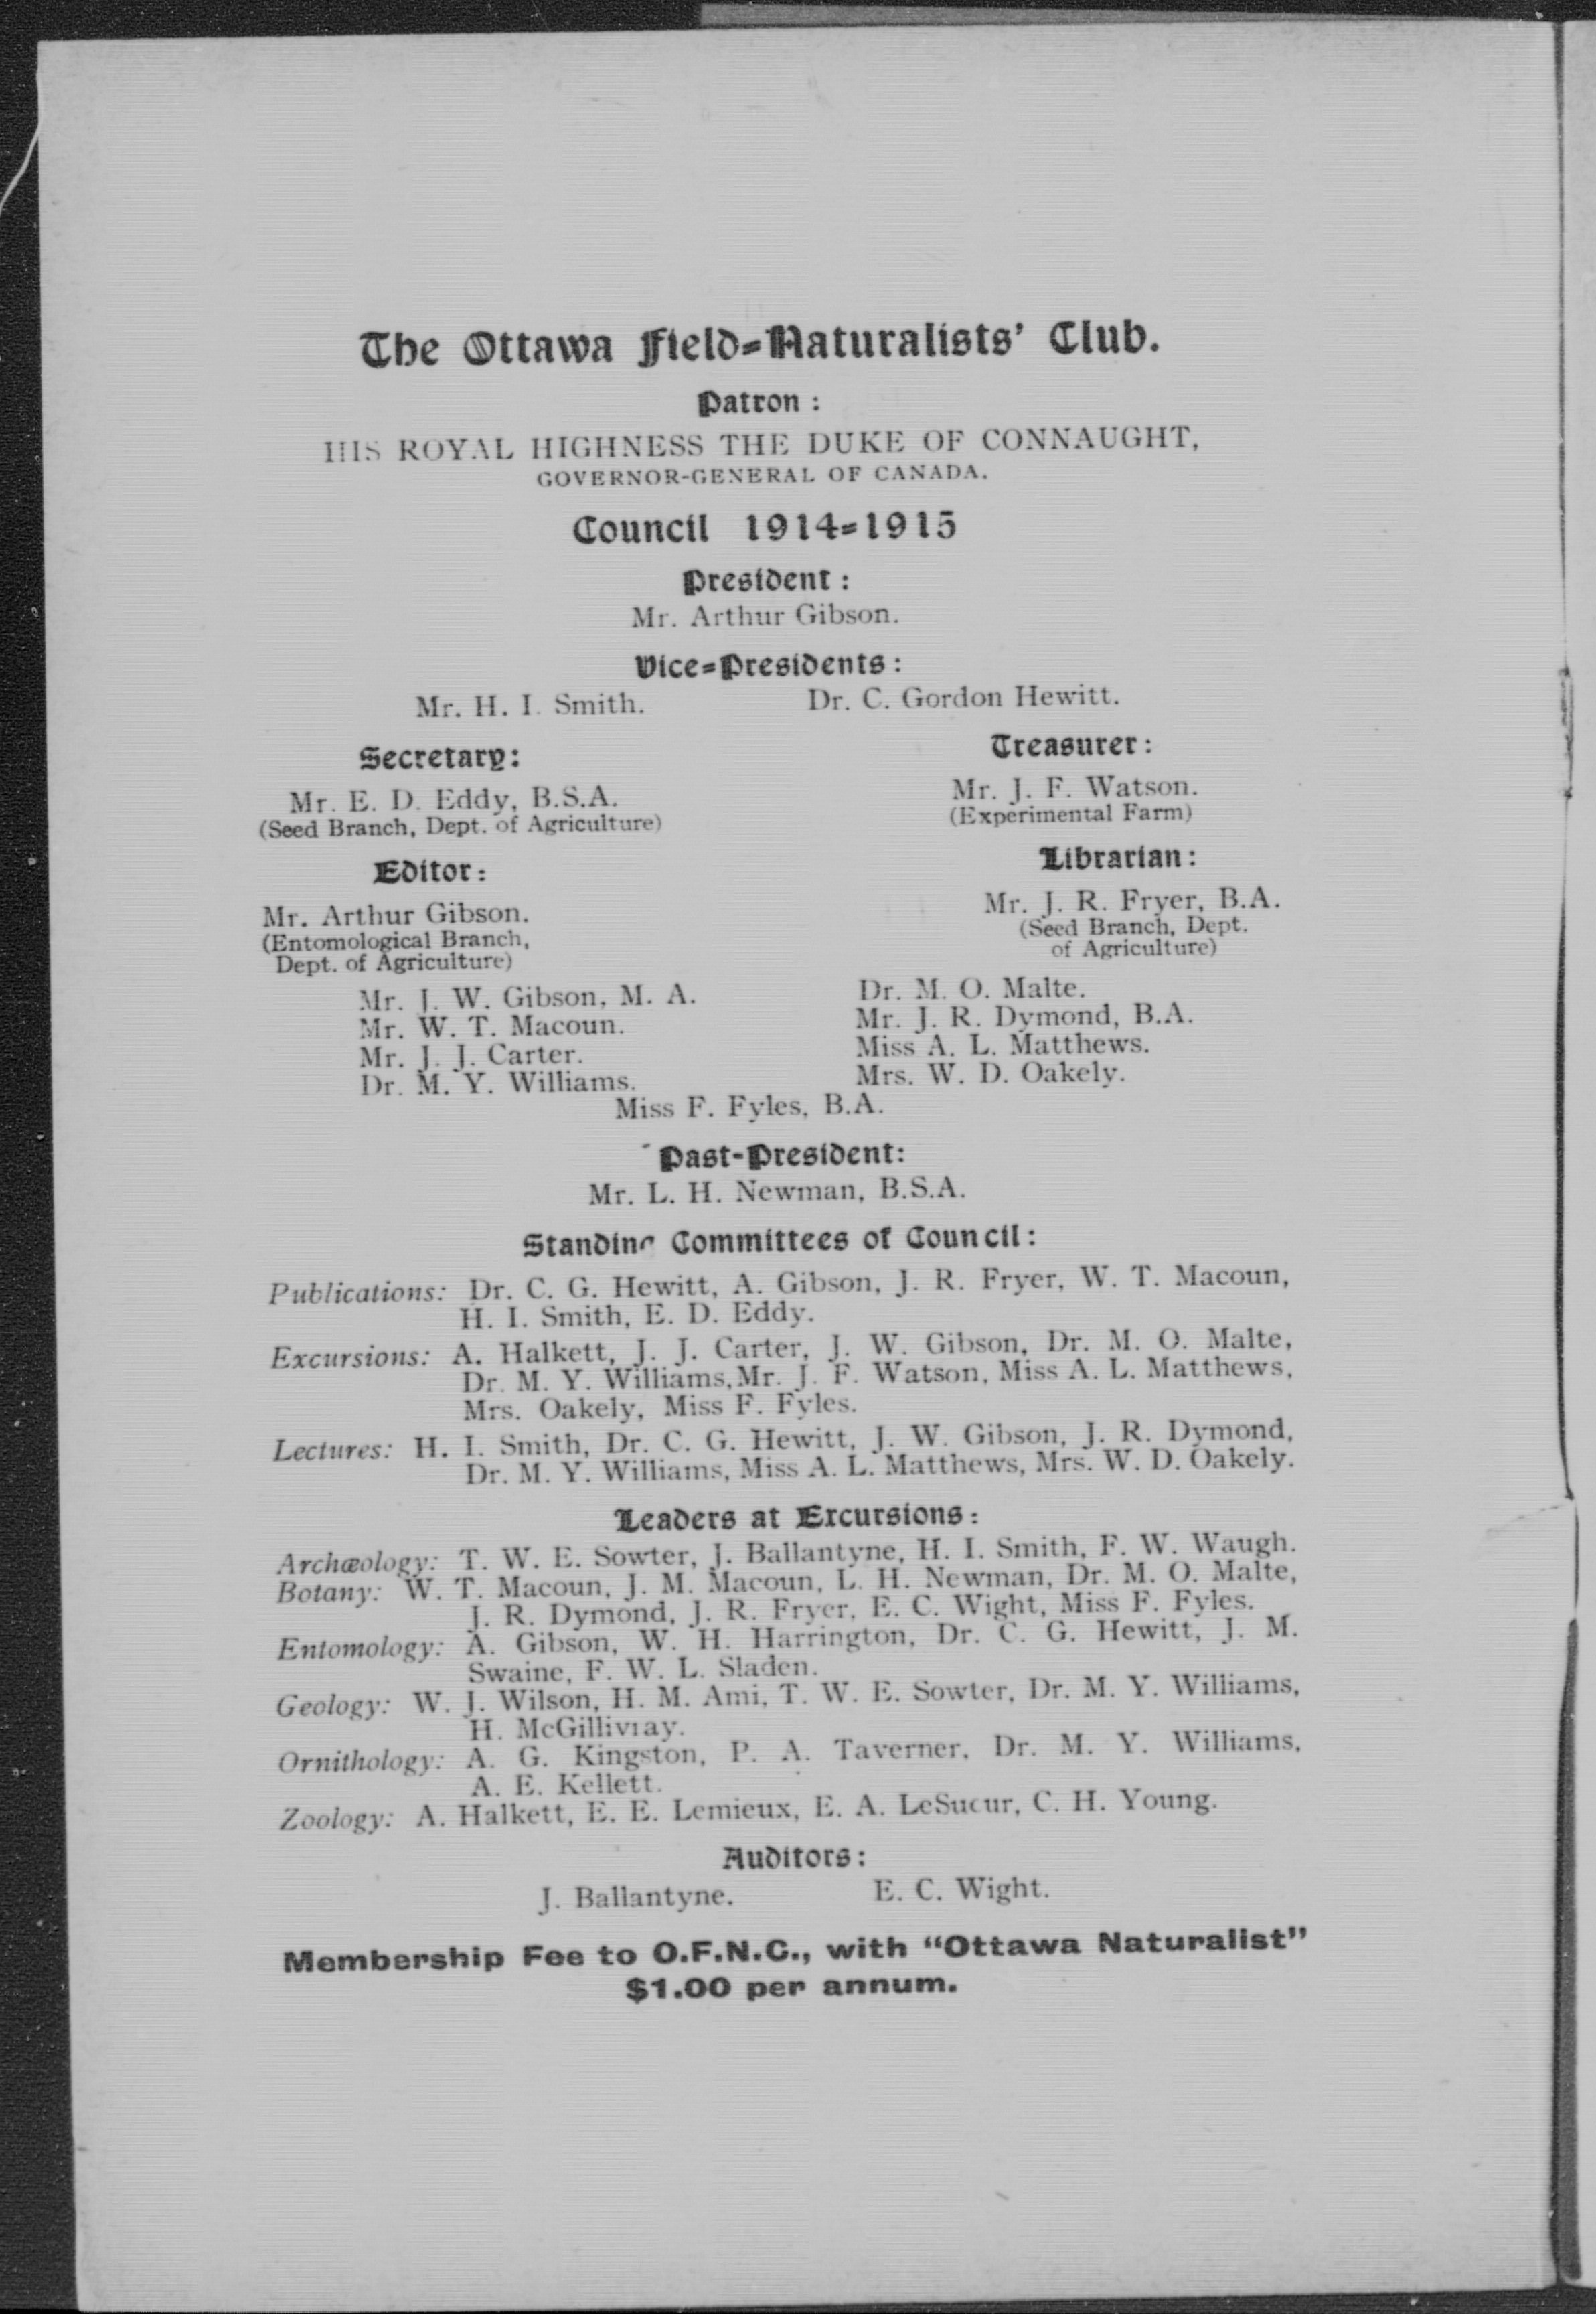 The Ottawa Field-Naturalists' Club.
Patron :
HIS ROYAL HIGHNESS THE DUKE OF CONNAUGHT,
GOVERNOR-GENERAL OF CANADA.
Council 1914-1915
President :
Mr. Arthur Gibson.
Vice-Presidents :
Mr. H. I. Smith. Dr. C. Gordon Hewitt.
Secretary: Treasurer :
Mr. E. D. Eddy, B.S.A. Mr. J. F. Watson.
(Seed Branch, Dept. of Agriculture) (Experimental Farm)
Editor: Librarian:
Mr. Arthur Gibson. Mr. J. R. Fryer, B.A.
(Entomological Branch, (Seed Branch, Dept.
Dept. of Agriculture) of Agriculture)
Mr. J. W. Gibson, M. A. Dr. M. O. Malte.
Mr. W. T. Macoun. Mr. J. R. Dymond, B.A.
Mr. J. J. Carter. Miss A. L. Matthews.
Dr. M. Y. Williams. Mrs. W. D. Oakely.
Miss F. Fyles, B.A.
Past-President:
Mr. L. H. Newman, B.S.A.
Standing Committees of Council:
Publications: Dr. C. G. Hewitt, A. Gibson, J. R. Fryer, W. T. Macoun,
H. I. Smith, E. D. Eddy.
Excursions: A. Halkett, J. J. Carter, J. W. Gibson, Dr. M. O. Malte,
Dr. M. Y. Williams, Mr. J. F. Watson, Miss A. L. Matthews,
Mrs. Oakely, Miss F. Fyles.
Lectures: H. I. Smith, Dr. C. G. Hewitt, J. W. Gibson, J. R. Dymond,
Dr. M. Y. Williams, Miss A. L. Matthews, Mrs. W. D. Oakely.
Leaders at Excursions:
Archæology: T. W. E. Sowter, J. Ballantyne, H. I. Smith, F. W. Waugh.
Botany: W. T. Macoun, J. M. Macoun, L. H. Newman, Dr. M. O. Malte,
J. R. Dymond, J. R. Fryer, E. C. Wight, Miss F. Fyles.
Entomology: A. Gibson, W. H. Harrington, Dr. C. G. Hewitt, J. M.
Swaine, F. W. L. Sladen.
Geology: W. J. Wilson, H. M. Ami, T. W. E. Sowter, Dr. M. Y. Williams,
H. McGillivray.
Ornithology: A. G. Kingston, P. A. Taverner, Dr. M. Y. Williams,
A. E. Kellett.
Zoology: A. Halkett, E. E. Lemieux, E. A. LeSueur, C. H. Young.
Auditors:
J. Ballantyne. E. C. Wight.
Membership Fee to O.F.N.C., with "Ottawa Naturalist"
$1.00 per annum.